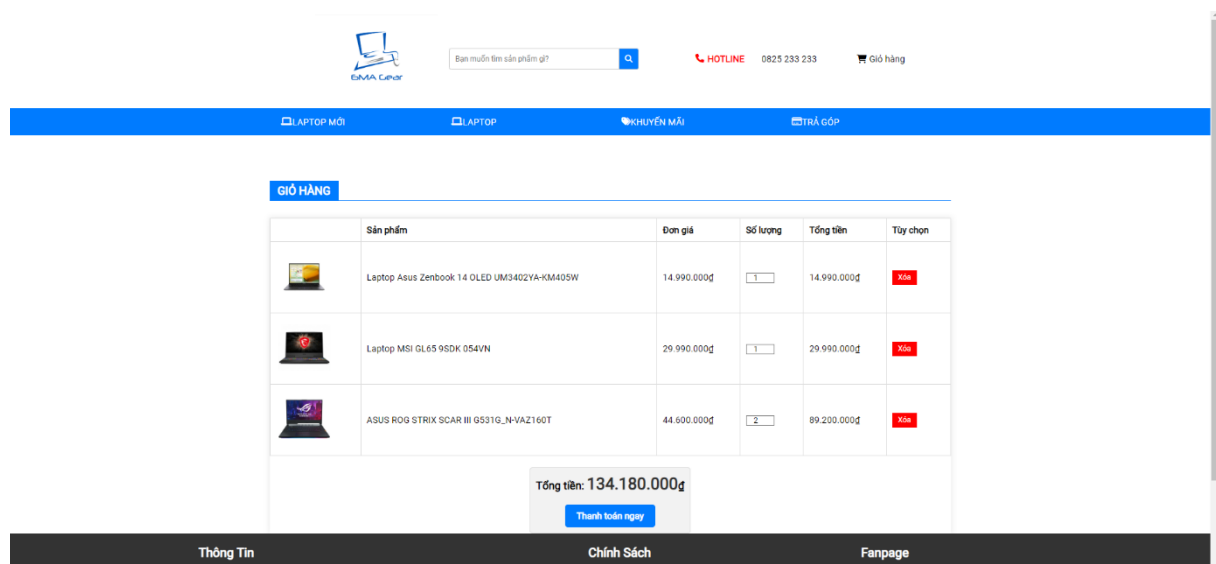 GMA Gear
Bạn muốn tìm sản phẩm gì?
HOTLINE 0825 233 233
Giỏ hàng
LAPTOP MỚI LAPTOP KHUYẾN MÃI TRẢ GÓP
GIỎ HÀNG
Sản phẩm Đơn giá Số lượng Tổng tiền Tùy chọn
Laptop Asus Zenbook 14 OLED UM3402YA-KM405W 14.990.000₫ 1 14.990.000₫ Xóa
Laptop MSI GL65 9SDK 054VN 29.990.000₫ 1 29.990.000₫ Xóa
ASUS ROG STRIX SCAR III G531G_N-VAZ160T 44.600.000₫ 2 89.200.000₫ Xóa
Tổng tiền: 134.180.000₫
Thanh toán ngay
Thông Tin Chính Sách Fanpage